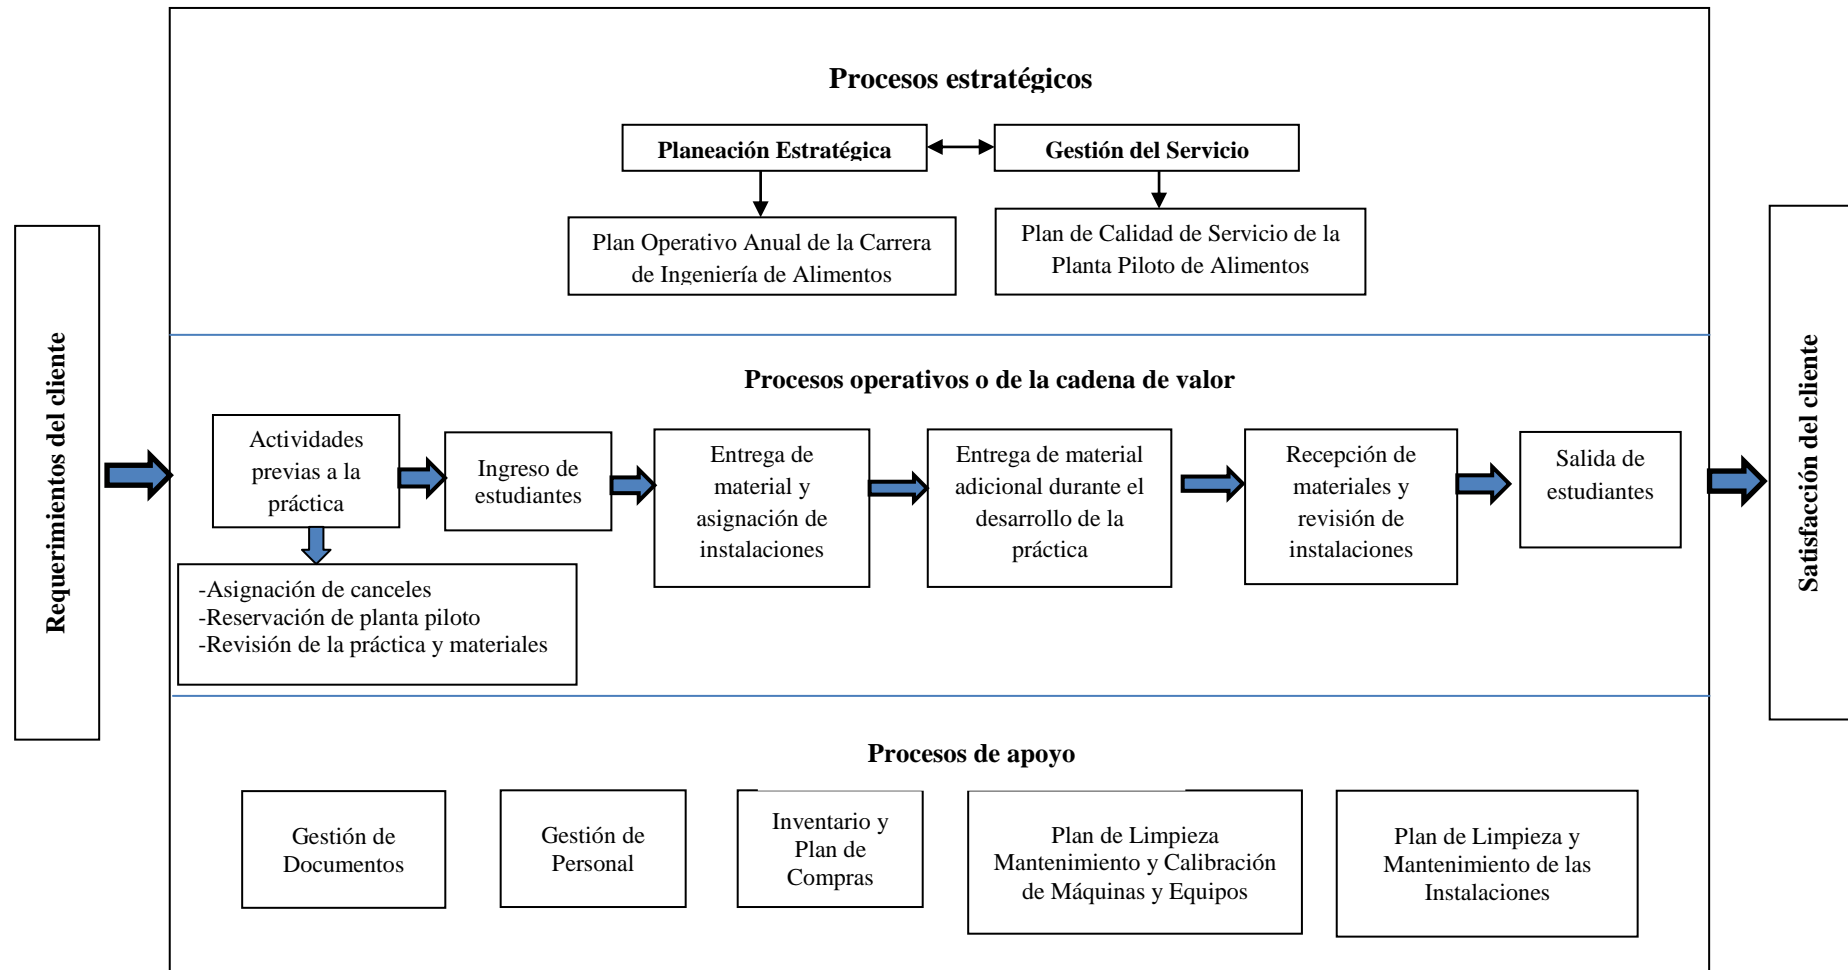 Procesos estratégicos
Planeación Estratégica
Gestión del Servicio
Plan Operativo Anual de la Carrera
de Ingeniería de Alimentos
Plan de Calidad de Servicio de la
Planta Piloto de Alimentos
Requerimientos del cliente
Procesos operativos o de la cadena de valor
Actividades
previas a la
práctica
Ingreso de
estudiantes
Entrega de
material y
asignación de
instalaciones
Entrega de material
adicional durante el
desarrollo de la
práctica
Recepción de
materiales y
revisión de
instalaciones
Salida de
estudiantes
-Asignación de canceles
-Reservación de planta piloto
-Revisión de la práctica y materiales
Satisfacción del cliente
Procesos de apoyo
Gestión de
Documentos
Gestión de
Personal
Inventario y
Plan de
Compras
Plan de Limpieza
Mantenimiento y Calibración
de Máquinas y Equipos
Plan de Limpieza y
Mantenimiento de las
Instalaciones